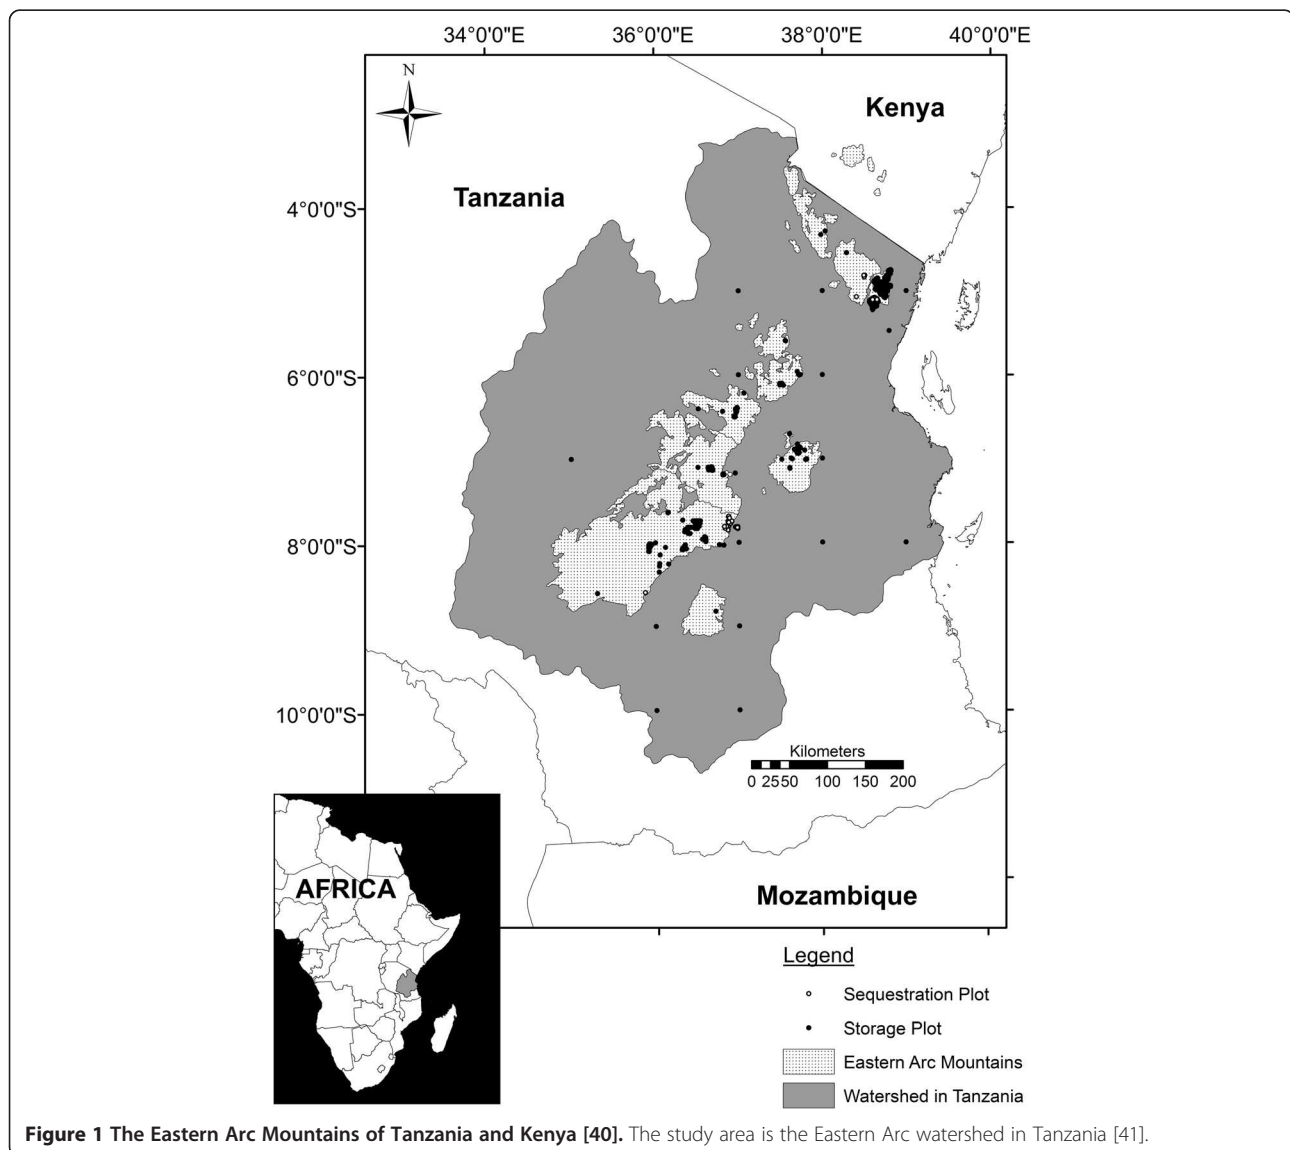 34°0'0"E 36°0'0"E 38°0'0"E 40°0'0"E
N
Kenya
Tanzania
4°0'0"S
6°0'0"S
8°0'0"S
10°0'0"S
Kilometers
0 25 50 100 150 200
AFRICA
Mozambique
Legend
Sequestration Plot
Storage Plot
Eastern Arc Mountains
Watershed in Tanzania
Figure 1 The Eastern Arc Mountains of Tanzania and Kenya [40]. The study area is the Eastern Arc watershed in Tanzania [41].